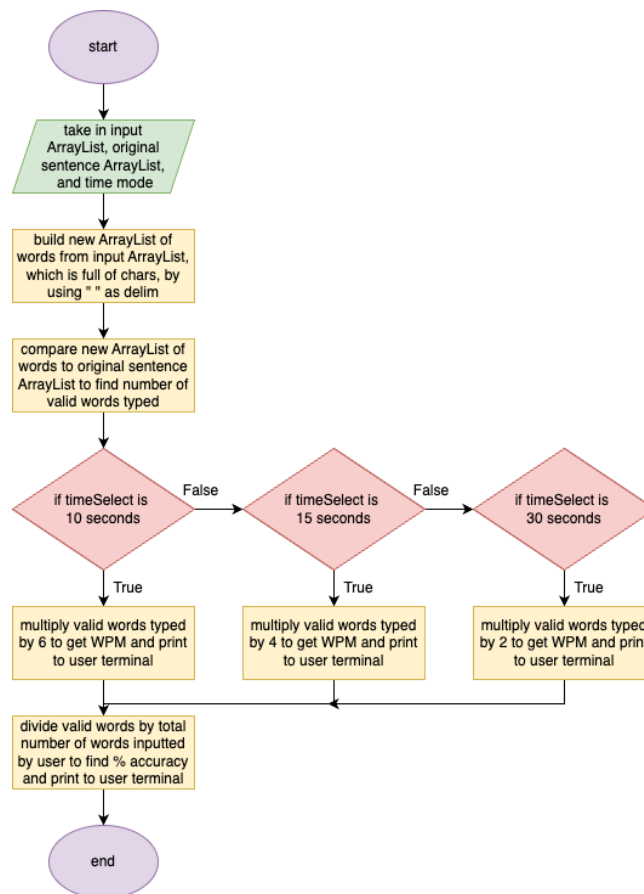 start
take in input
ArrayList, original
sentence ArrayList,
and time mode
build new ArrayList of
words from input ArrayList,
which is full of chars, by
using " " as delim
compare new ArrayList of
words to original sentence
ArrayList to find number of
valid words typed
if timeSelect is
10 seconds
False
if timeSelect is
15 seconds
False
if timeSelect is
30 seconds
True
True
True
multiply valid words typed
by 6 to get WPM and print
to user terminal
multiply valid words typed
by 4 to get WPM and print
to user terminal
multiply valid words typed
by 2 to get WPM and print
to user terminal
divide valid words by total
number of words inputted
by user to find % accuracy
and print to user terminal
end